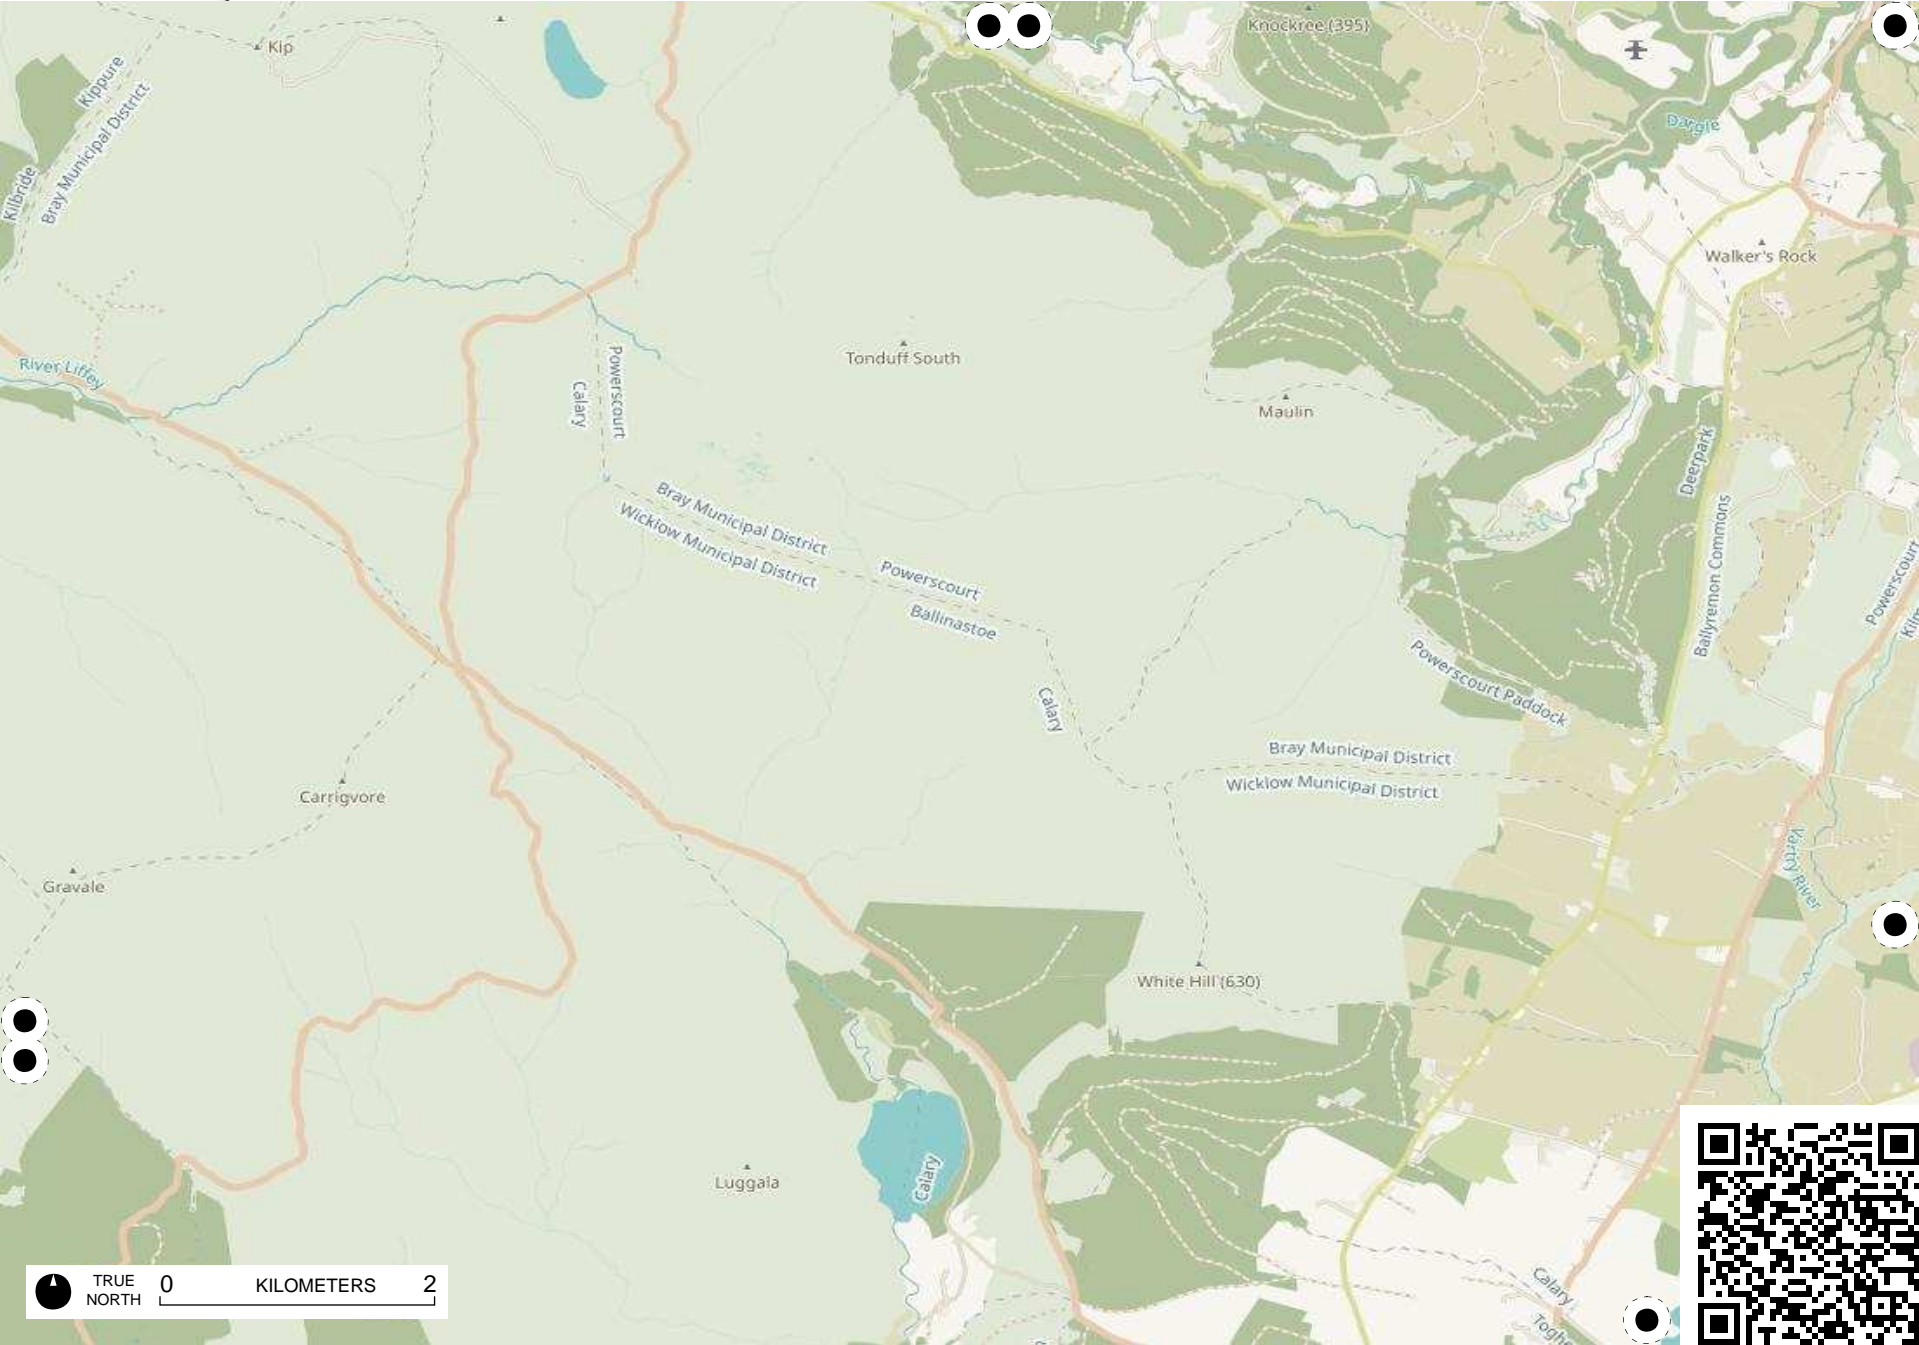 Knockree (395)
Kip
Kippure
Bray Municipal District
Kilbride
Dargle
Walker's Rock
River Liffey
Tonduff South
Powerscourt
Calary
Maulin
Deerpark
Ballyremon Commons
Bray Municipal District
Wicklow Municipal District
Powerscourt
Ballinastoe
Powerscourt
Calary
Powerscourt Paddock
Bray Municipal District
Wicklow Municipal District
Carrigvore
Gravale
Vartry River
White Hill (630)
Luggala
Calary
Calary
TRUE NORTH
0 KILOMETERS 2